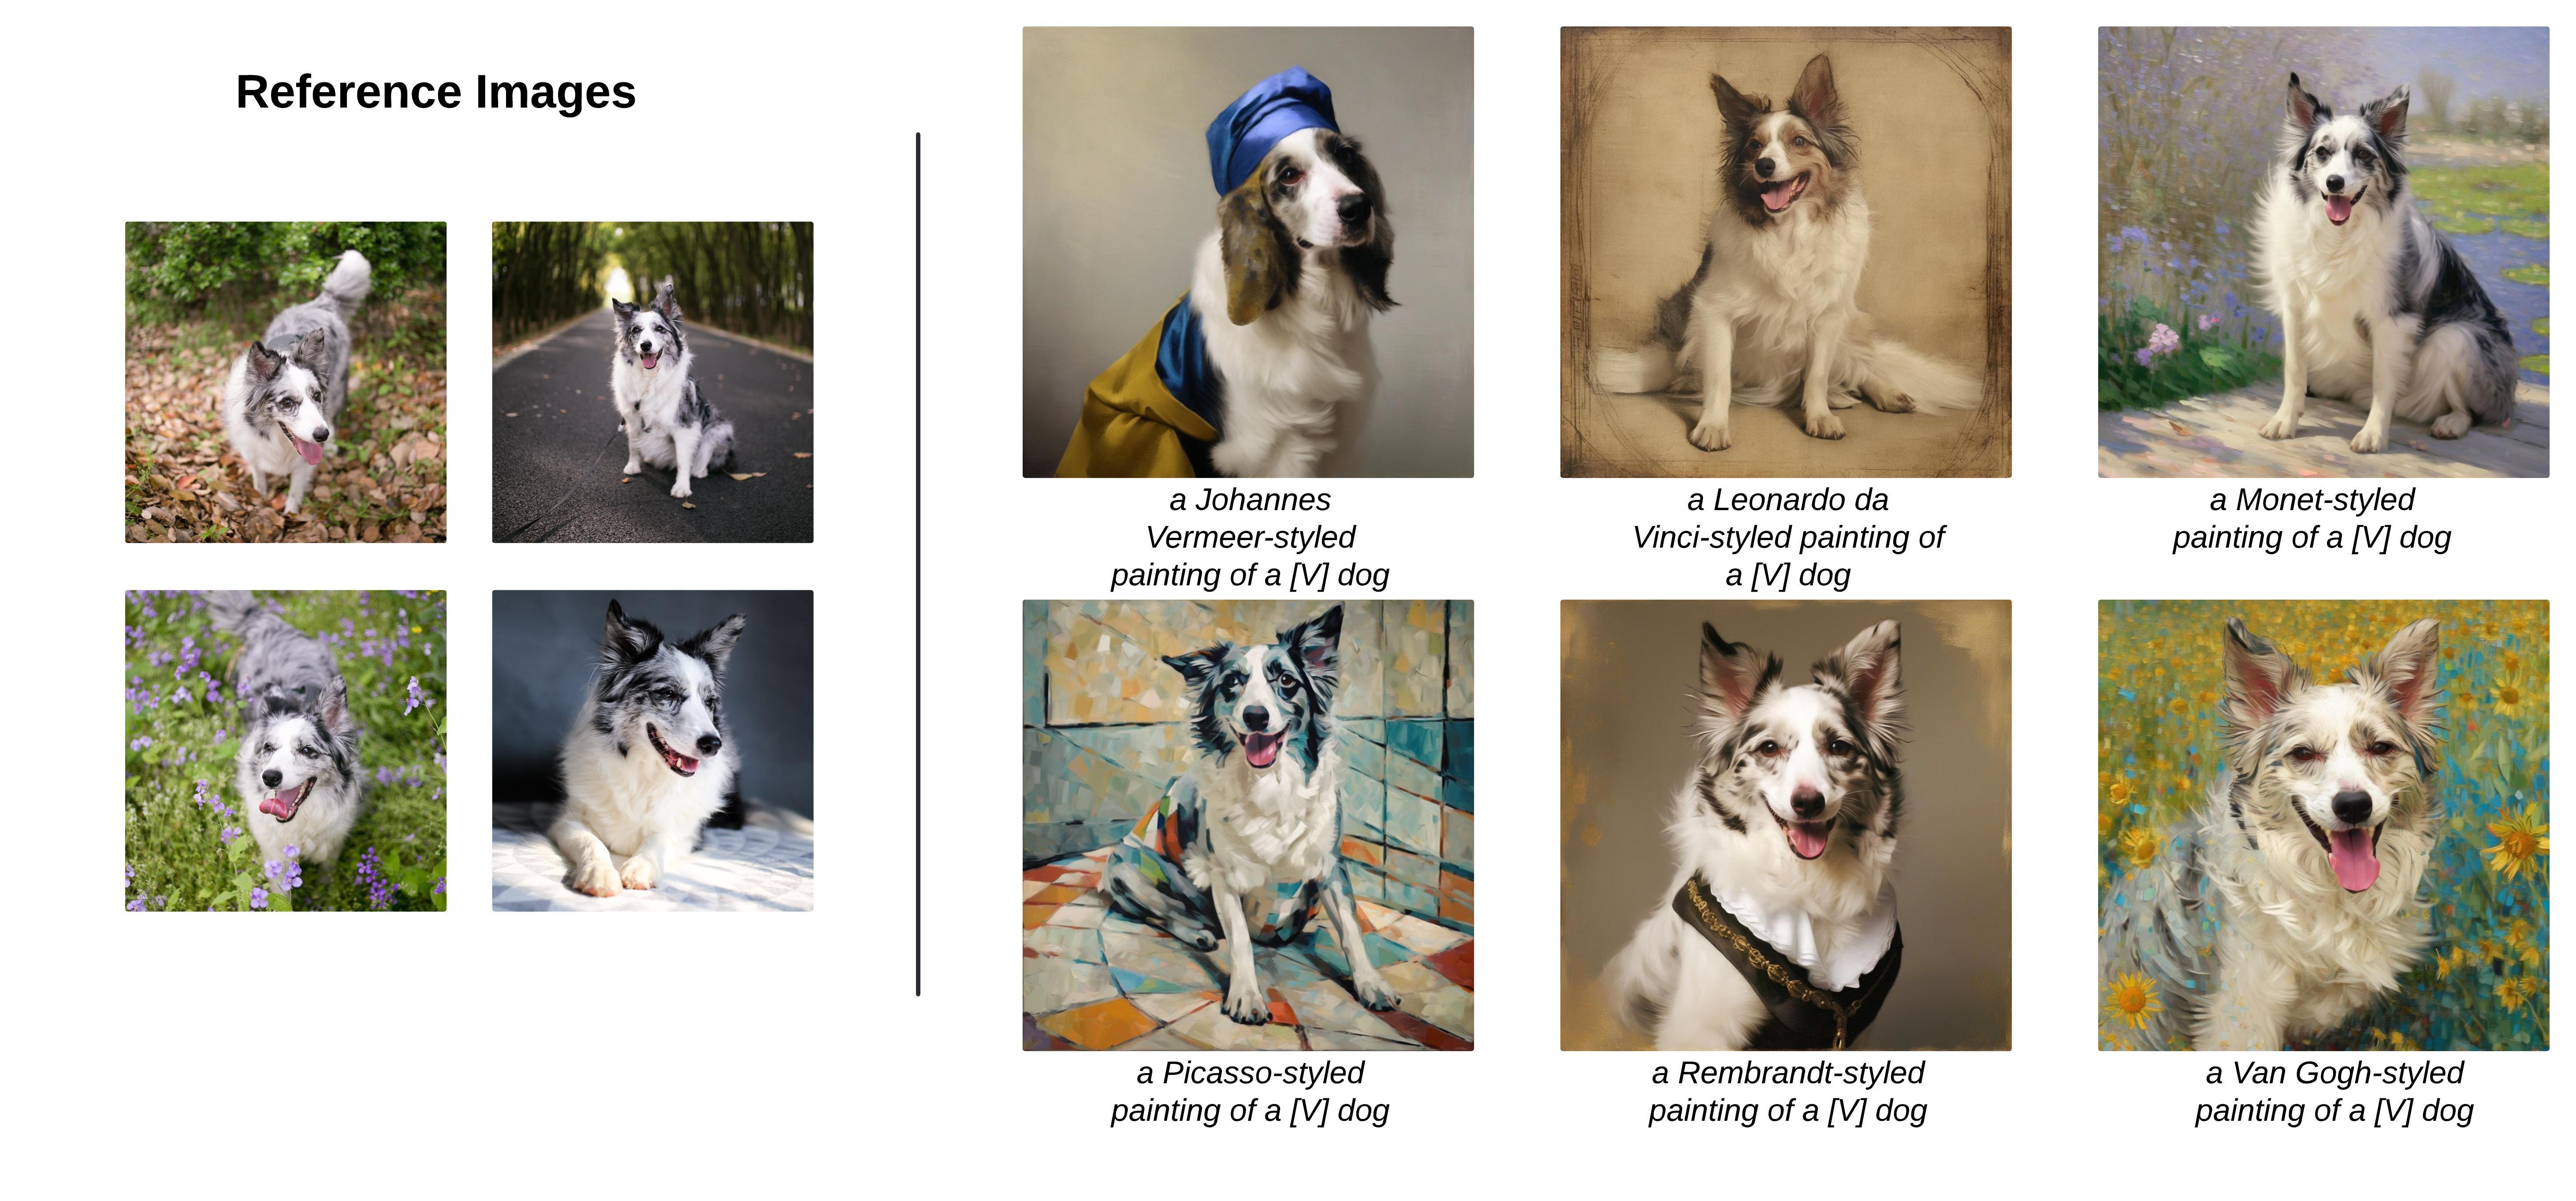 Reference Images
a Johannes
Vermeer-styled
painting of a [V] dog
a Leonardo da
Vinci-styled painting of
a [V] dog
a Monet-styled
painting of a [V] dog
a Picasso-styled
painting of a [V] dog
a Rembrandt-styled
painting of a [V] dog
a Van Gogh-styled
painting of a [V] dog